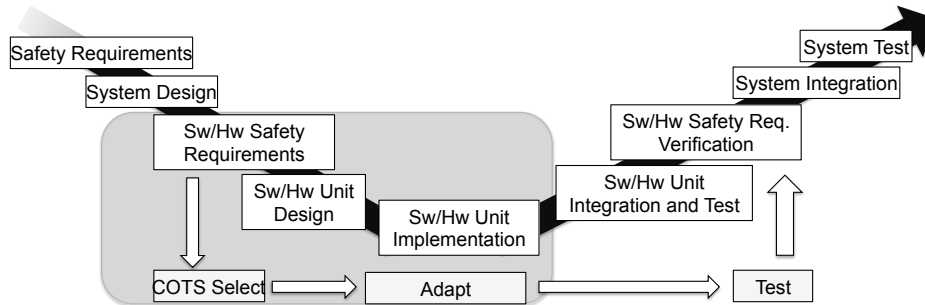 Safety Requirements
System Design
Sw/Hw Safety
Requirements
Sw/Hw Unit
Design
Sw/Hw Unit
Implementation
Sw/Hw Unit
Integration and Test
Sw/Hw Safety Req.
Verification
System Integration
System Test
COTS Select
Adapt
Test